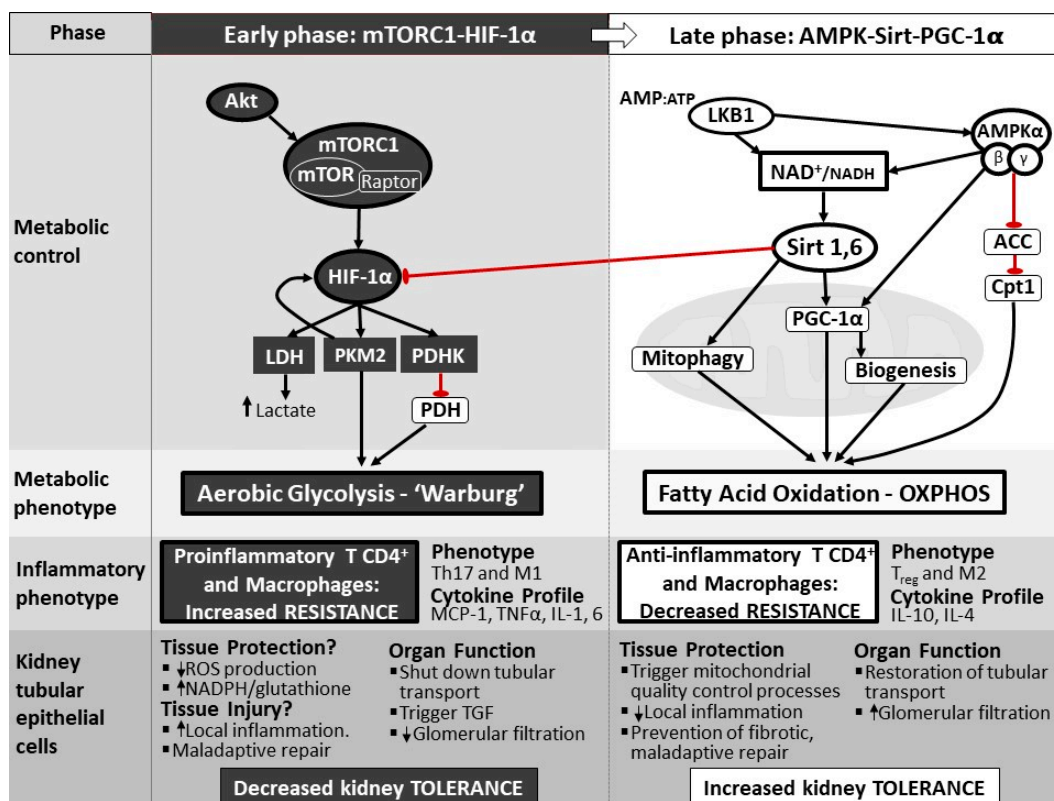 Phase
Early phase: mTORC1-HIF-1α
Late phase: AMPK-Sirt-PGC-1α
Metabolic
control
Akt
mTORC1
mTOR
Raptor
HIF-1α
LDH
PKM2
PDHK
↑ Lactate
PDH
AMP:ATP
LKB1
AMPKα
β
γ
NAD⁺/NADH
Sirt 1,6
ACC
Cpt1
PGC-1α
Mitophagy
Biogenesis
Metabolic
phenotype
Aerobic Glycolysis - ‘Warburg’
Fatty Acid Oxidation - OXPHOS
Inflammatory
phenotype
Proinflammatory T CD4⁺
and Macrophages:
Increased RESISTANCE
Phenotype
Th17 and M1
Cytokine Profile
MCP-1, TNFα, IL-1, 6
Anti-inflammatory T CD4⁺
and Macrophages:
Decreased RESISTANCE
Phenotype
Treg and M2
Cytokine Profile
IL-10, IL-4
Kidney
tubular
epithelial
cells
Tissue Protection?
▪ ↓ROS production
▪ ↑NADPH/glutathione
Tissue Injury?
▪ ↑Local inflammation.
▪ Maladaptive repair
Organ Function
▪ Shut down tubular
transport
▪ Trigger TGF
▪ ↓Glomerular filtration
Decreased kidney TOLERANCE
Tissue Protection
▪ Trigger mitochondrial
quality control processes
▪ ↓Local inflammation
▪ Prevention of fibrotic,
maladaptive repair
Organ Function
▪ Restoration of tubular
transport
▪ ↑Glomerular filtration
Increased kidney TOLERANCE